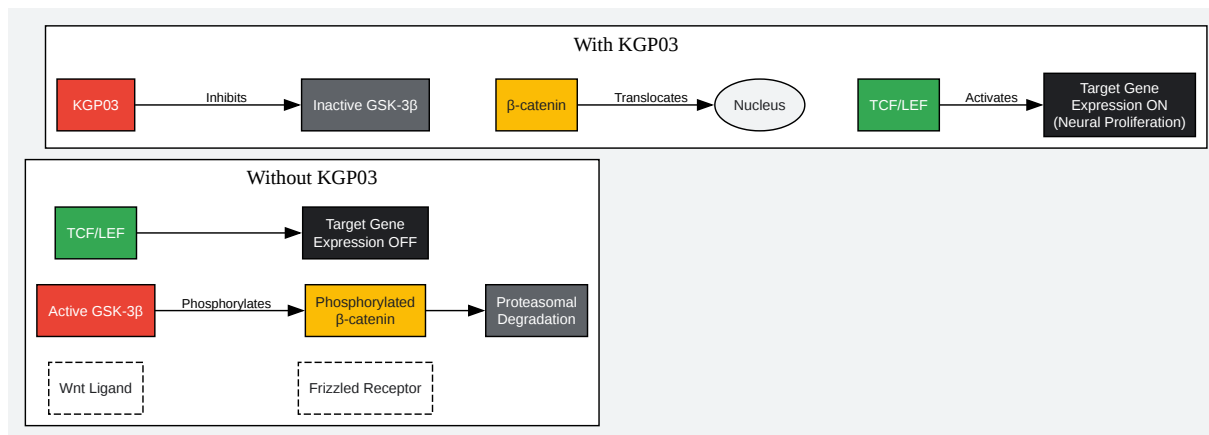 With KGP03
KGP03
Inhibits
Inactive GSK-3β
β-catenin
Translocates
Nucleus
TCF/LEF
Activates
Target Gene
Expression ON
(Neural Proliferation)
Without KGP03
TCF/LEF
Target Gene
Expression OFF
Active GSK-3β
Phosphorylates
Phosphorylated
β-catenin
Proteasomal
Degradation
Wnt Ligand
Frizzled Receptor